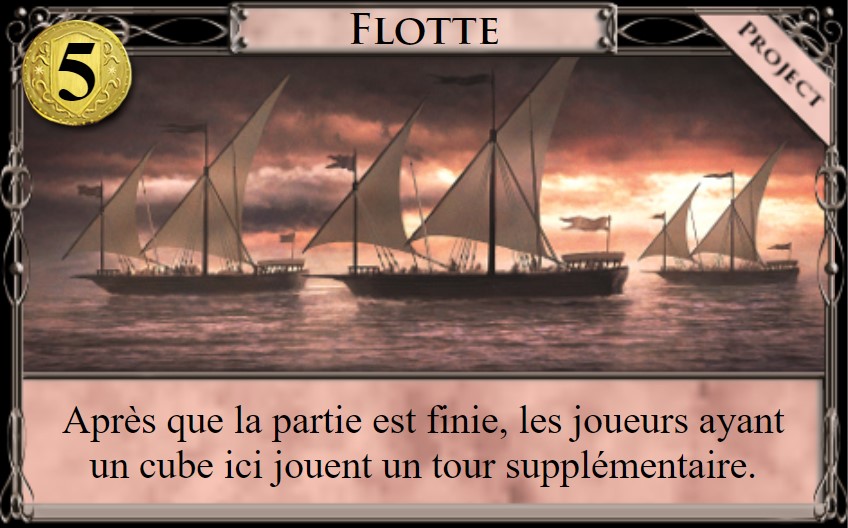 FLOTTE
5
PROJECT
Après que la partie est finie, les joueurs ayant
un cube ici jouent un tour supplémentaire.